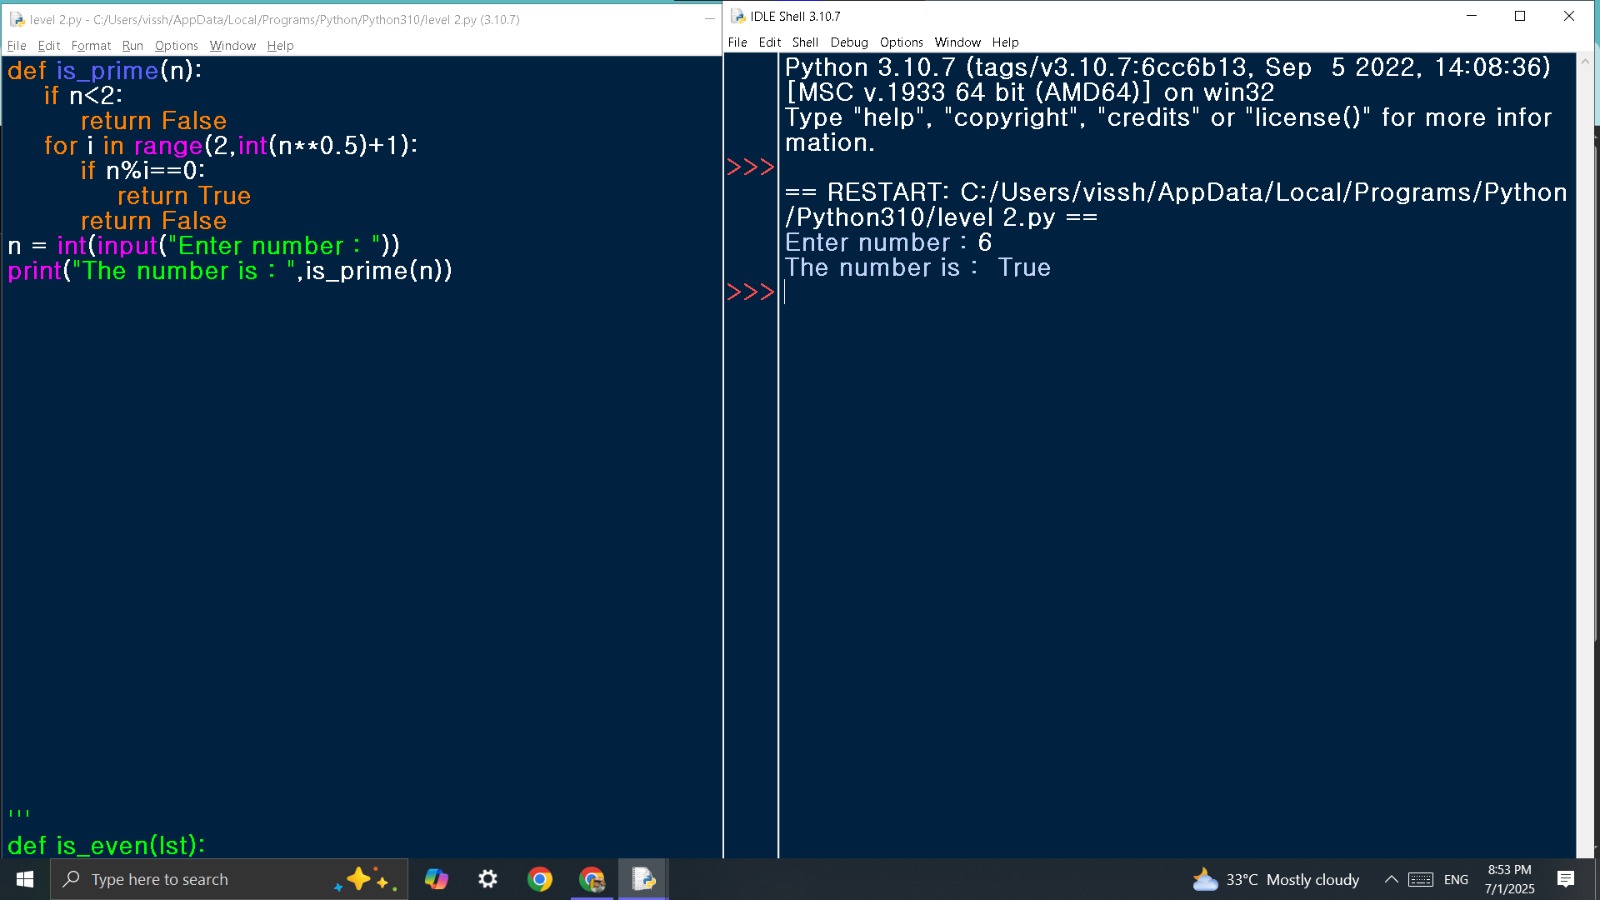 level 2.py - C:/Users/vissh/AppData/Local/Programs/Python/Python310/level 2.py (3.10.7)
File Edit Format Run Options Window Help
def is_prime(n):
    if n<2:
        return False
    for i in range(2,int(n**0.5)+1):
        if n%i==0:
            return True
        return False
n = int(input("Enter number : "))
print("The number is : ",is_prime(n))
'''
def is_even(lst):
IDLE Shell 3.10.7
File Edit Shell Debug Options Window Help
Python 3.10.7 (tags/v3.10.7:6cc6b13, Sep  5 2022, 14:08:36)
[MSC v.1933 64 bit (AMD64)] on win32
Type "help", "copyright", "credits" or "license()" for more infor
mation.
>>>
== RESTART: C:/Users/vissh/AppData/Local/Programs/Python
/Python310/level 2.py ==
Enter number : 6
The number is :  True
>>>
Type here to search
33°C Mostly cloudy
ENG
8:53 PM
7/1/2025